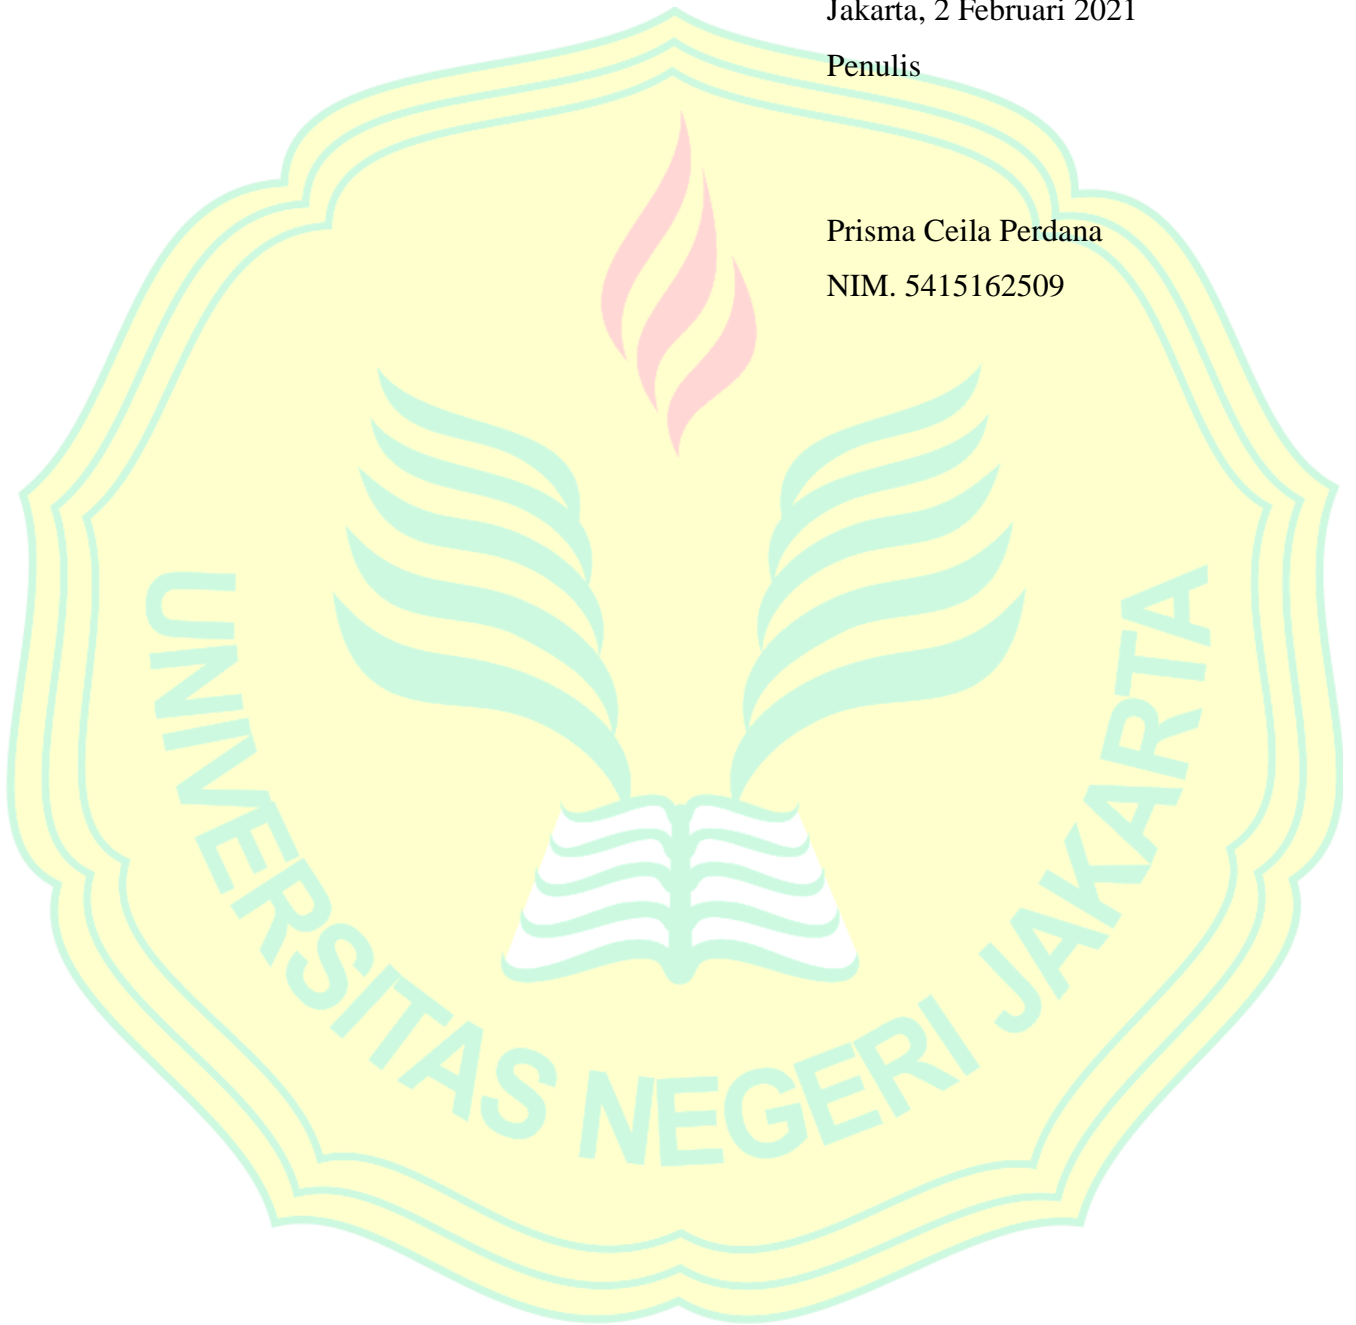 Jakarta, 2 Februari 2021
Penulis
Prisma Ceila Perdana
NIM. 5415162509
UNIVERSITAS NEGERI JAKARTA